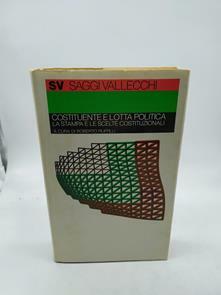 SV SAGGI VALLECCHI
COSTITUENTE E LOTTA POLITICA
LA STAMPA E LE SCELTE COSTITUZIONALI
A CURA DI ROBERTO RUFFILLI